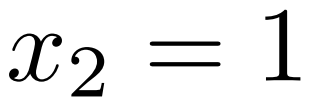 x₂ = 1